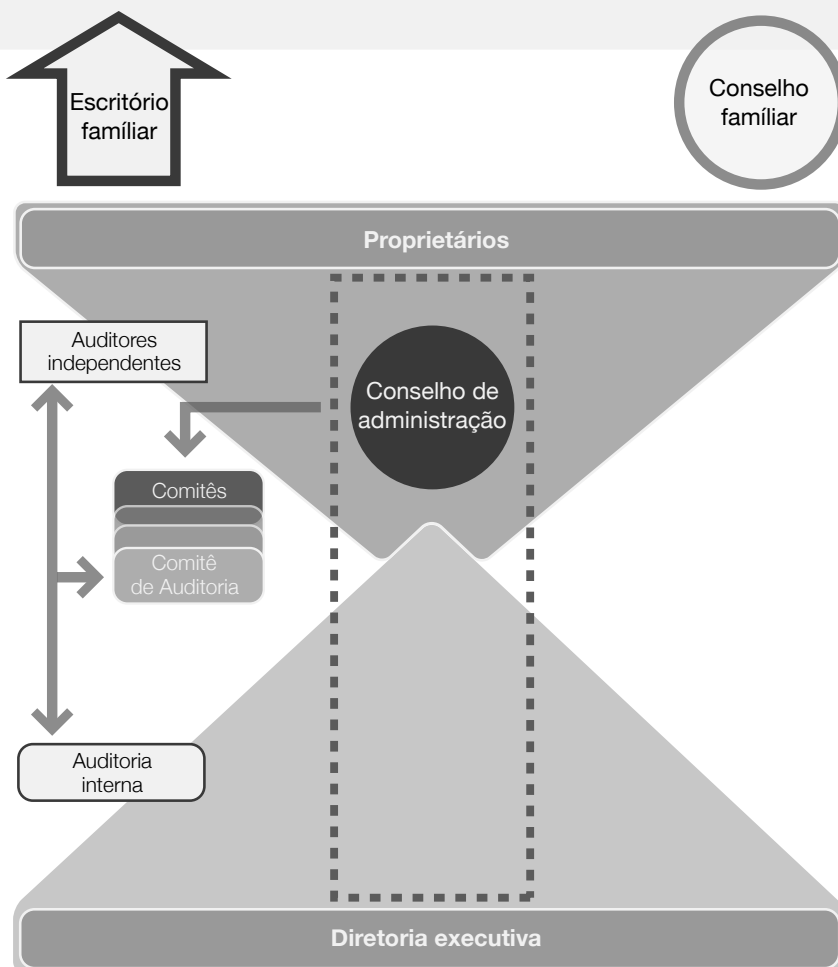 Escritório
famíliar
Conselho
famíliar
Proprietários
Auditores
independentes
Conselho de
administração
Comitês
Comitê
de Auditoria
Auditoria
interna
Diretoria executiva